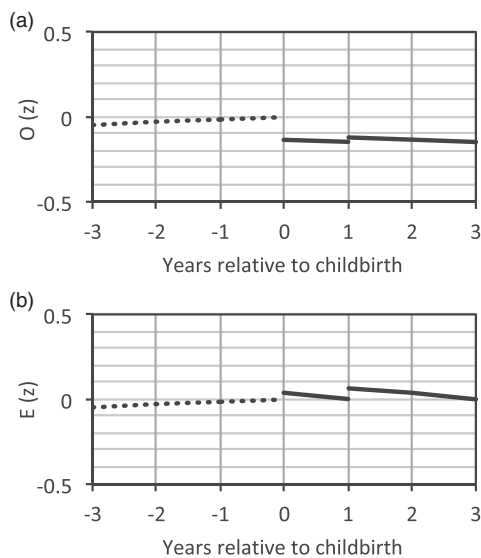 (a)
0.5
0
-0.5
O (z)
-3 -2 -1 0 1 2 3
Years relative to childbirth
(b)
0.5
0
-0.5
E (z)
-3 -2 -1 0 1 2 3
Years relative to childbirth